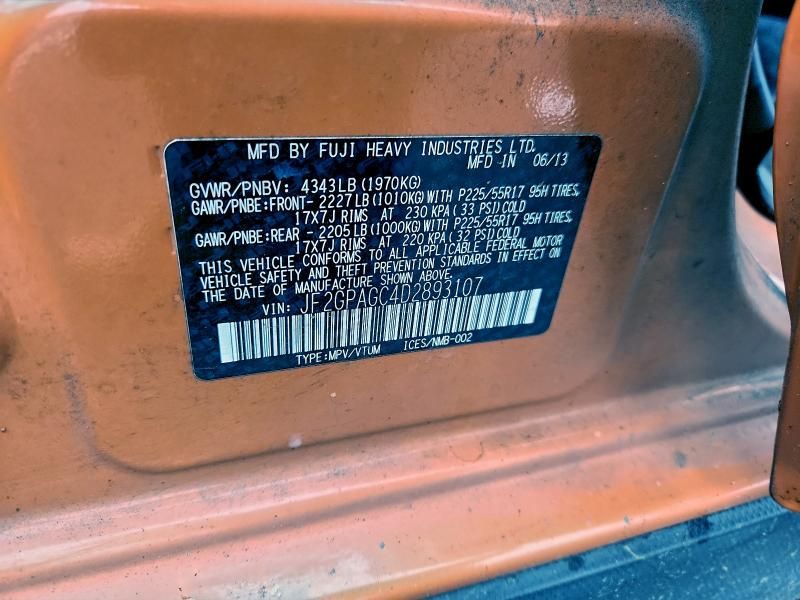 MFD BY FUJI HEAVY INDUSTRIES LTD.
MFD IN 06/13
GVWR/PNBV: 4343LB (1970KG)
GAWR/PNBE:FRONT- 2227LB(1010KG)WITH P225/55R17 95H TIRES,
17X7J RIMS AT 230 KPA(33 PSI)COLD
GAWR/PNBE:REAR - 2205LB(1000KG)WITH P225/55R17 95H TIRES,
17X7J RIMS AT 220 KPA(32 PSI)COLD
THIS VEHICLE CONFORMS TO ALL APPLICABLE FEDERAL MOTOR
VEHICLE SAFETY AND THEFT PREVENTION STANDARDS IN EFFECT ON
THE DATE OF MANUFACTURE SHOWN ABOVE.
VIN: JF2GPAGC4D2893107
TYPE:MPV/VTUM ICES/NMB-002